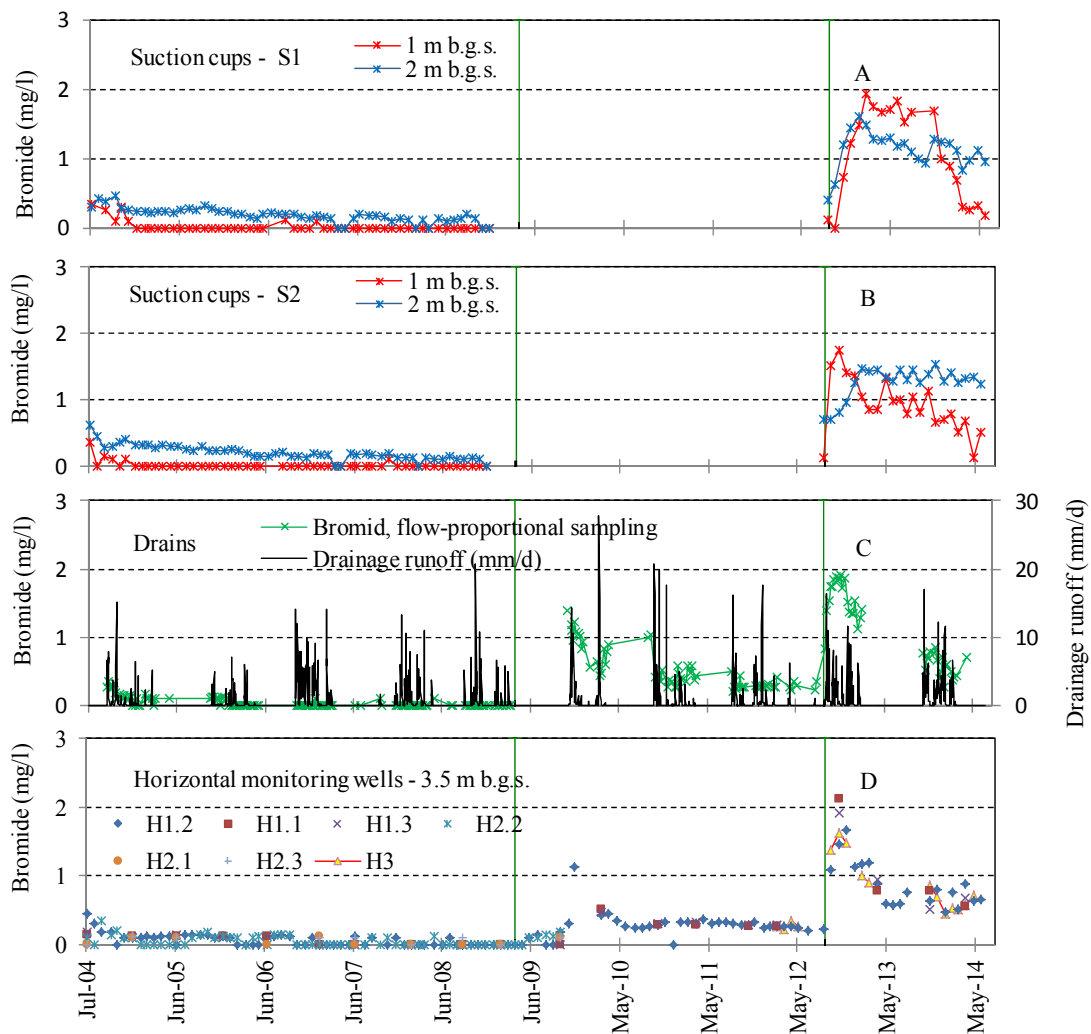 3
2
1
0
Bromide (mg/l)
Suction cups - S1
1 m b.g.s.
2 m b.g.s.
A
3
2
1
0
Bromide (mg/l)
Suction cups - S2
1 m b.g.s.
2 m b.g.s.
B
3
2
1
0
Bromide (mg/l)
Drains
Bromid, flow-proportional sampling
Drainage runoff (mm/d)
C
30
20
10
0
Drainage runoff (mm/d)
3
2
1
0
Bromide (mg/l)
Horizontal monitoring wells - 3.5 m b.g.s.
H1.2 H1.1 H1.3 H2.2
H2.1 H2.3 H3
D
Jul-04 Jun-05 Jun-06 Jun-07 Jun-08 Jun-09 May-10 May-11 May-12 May-13 May-14